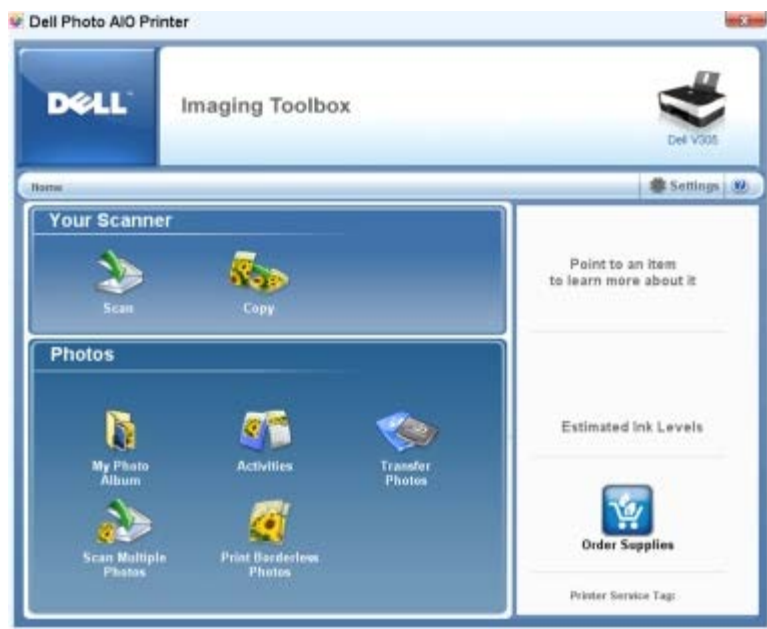 Dell Photo AIO Printer
DELL
Imaging Toolbox
Dell V305
Home
Settings
?
Your Scanner
Scan
Copy
Point to an item
to learn more about it
Photos
My Photo
Album
Activities
Transfer
Photos
Scan Multiple
Photos
Print Borderless
Photos
Estimated Ink Levels
Order Supplies
Printer Service Tag: